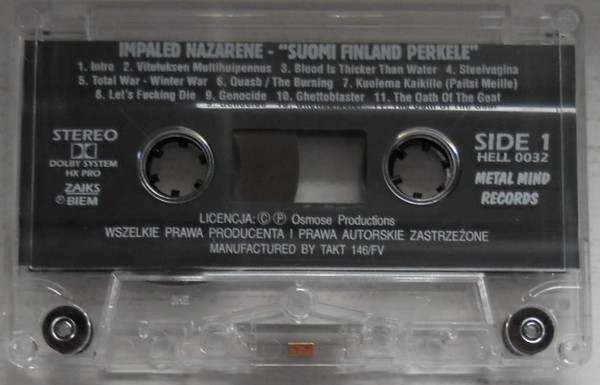 IMPALED NAZARENE - "SUOMI FINLAND PERKELE"
1. Intro 2. Vitutuksen Multihuipennus 3. Blood Is Thicker Than Water 4. Steelvagina
5. Total War - Winter War 6. Quasb / The Burning 7. Kuolema Kaikille (Paitsi Meille)
8. Let's Fucking Die 9. Genocide 10. Ghettoblaster 11. The Oath Of The Goat
STEREO
DOLBY SYSTEM
HX PRO
ZAIKS
Ⓟ BIEM
SIDE 1
HELL 0032
METAL MIND
RECORDS
LICENCJA: Ⓒ Ⓟ Osmose Productions
WSZELKIE PRAWA PRODUCENTA I PRAWA AUTORSKIE ZASTRZEŻONE
MANUFACTURED BY TAKT 146/FV